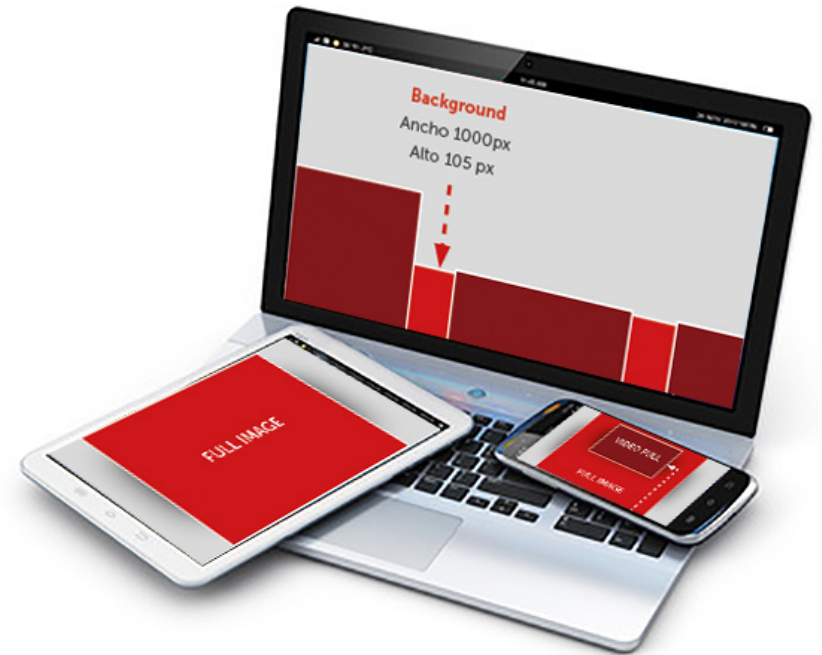 Background
Ancho 1000px
Alto 105 px
FULL IMAGE
VIDEO FULL
FULL IMAGE